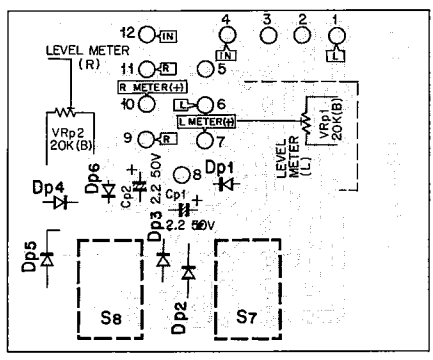 12 IN
4 3 2 1
IN L
LEVEL METER
(R)
11 R 5
R METER(+)
10 L 6
L METER(+)
VRp2
20K(B)
VRp1
20K(B)
LEVEL
METER
(L)
9 R 7
8
Dp6
Cp2
2.2 50V
Dp1
Dp4
Cp1
2.2 50V
Dp3
Dp5
Dp2
S8
S7